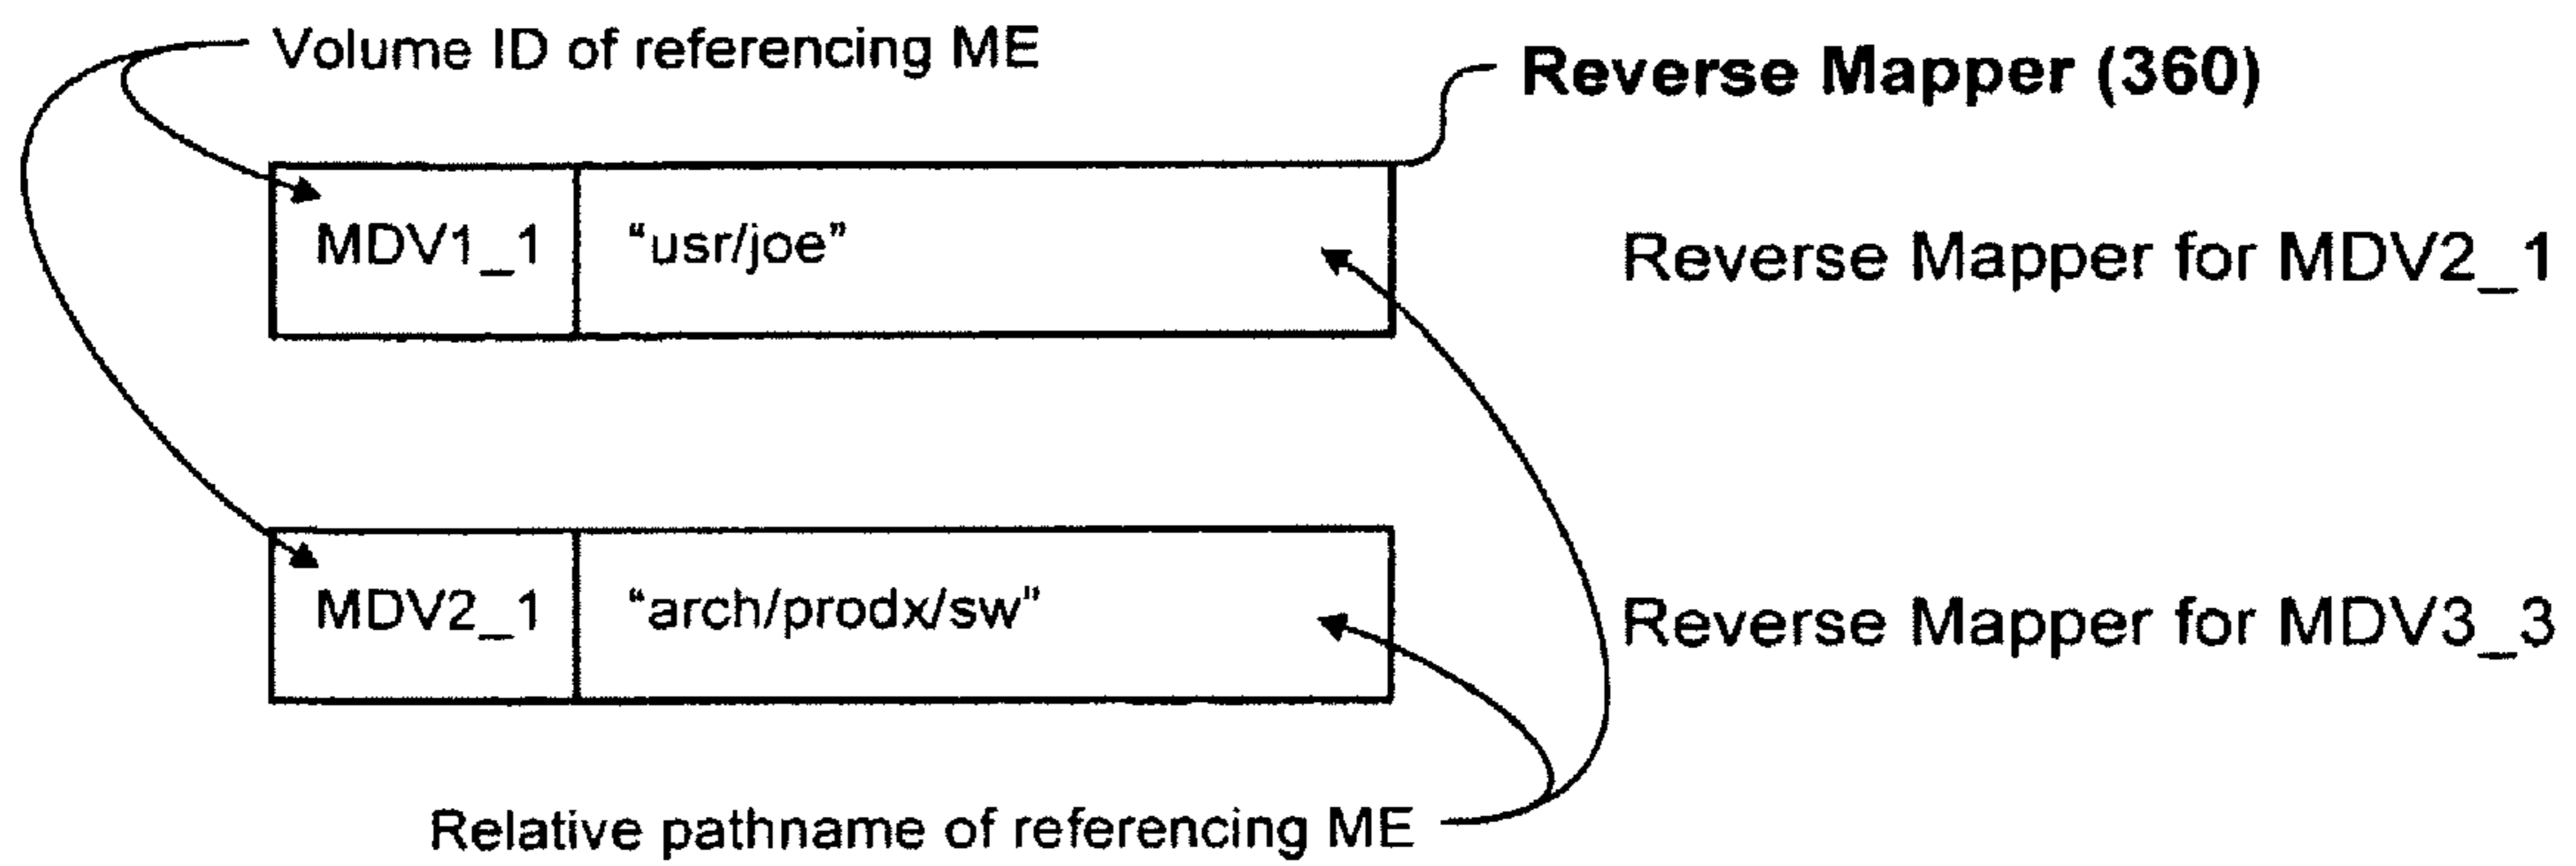 Volume ID of referencing ME
Reverse Mapper (360)
MDV1_1 “usr/joe”
Reverse Mapper for MDV2_1
MDV2_1 “arch/prodx/sw”
Reverse Mapper for MDV3_3
Relative pathname of referencing ME